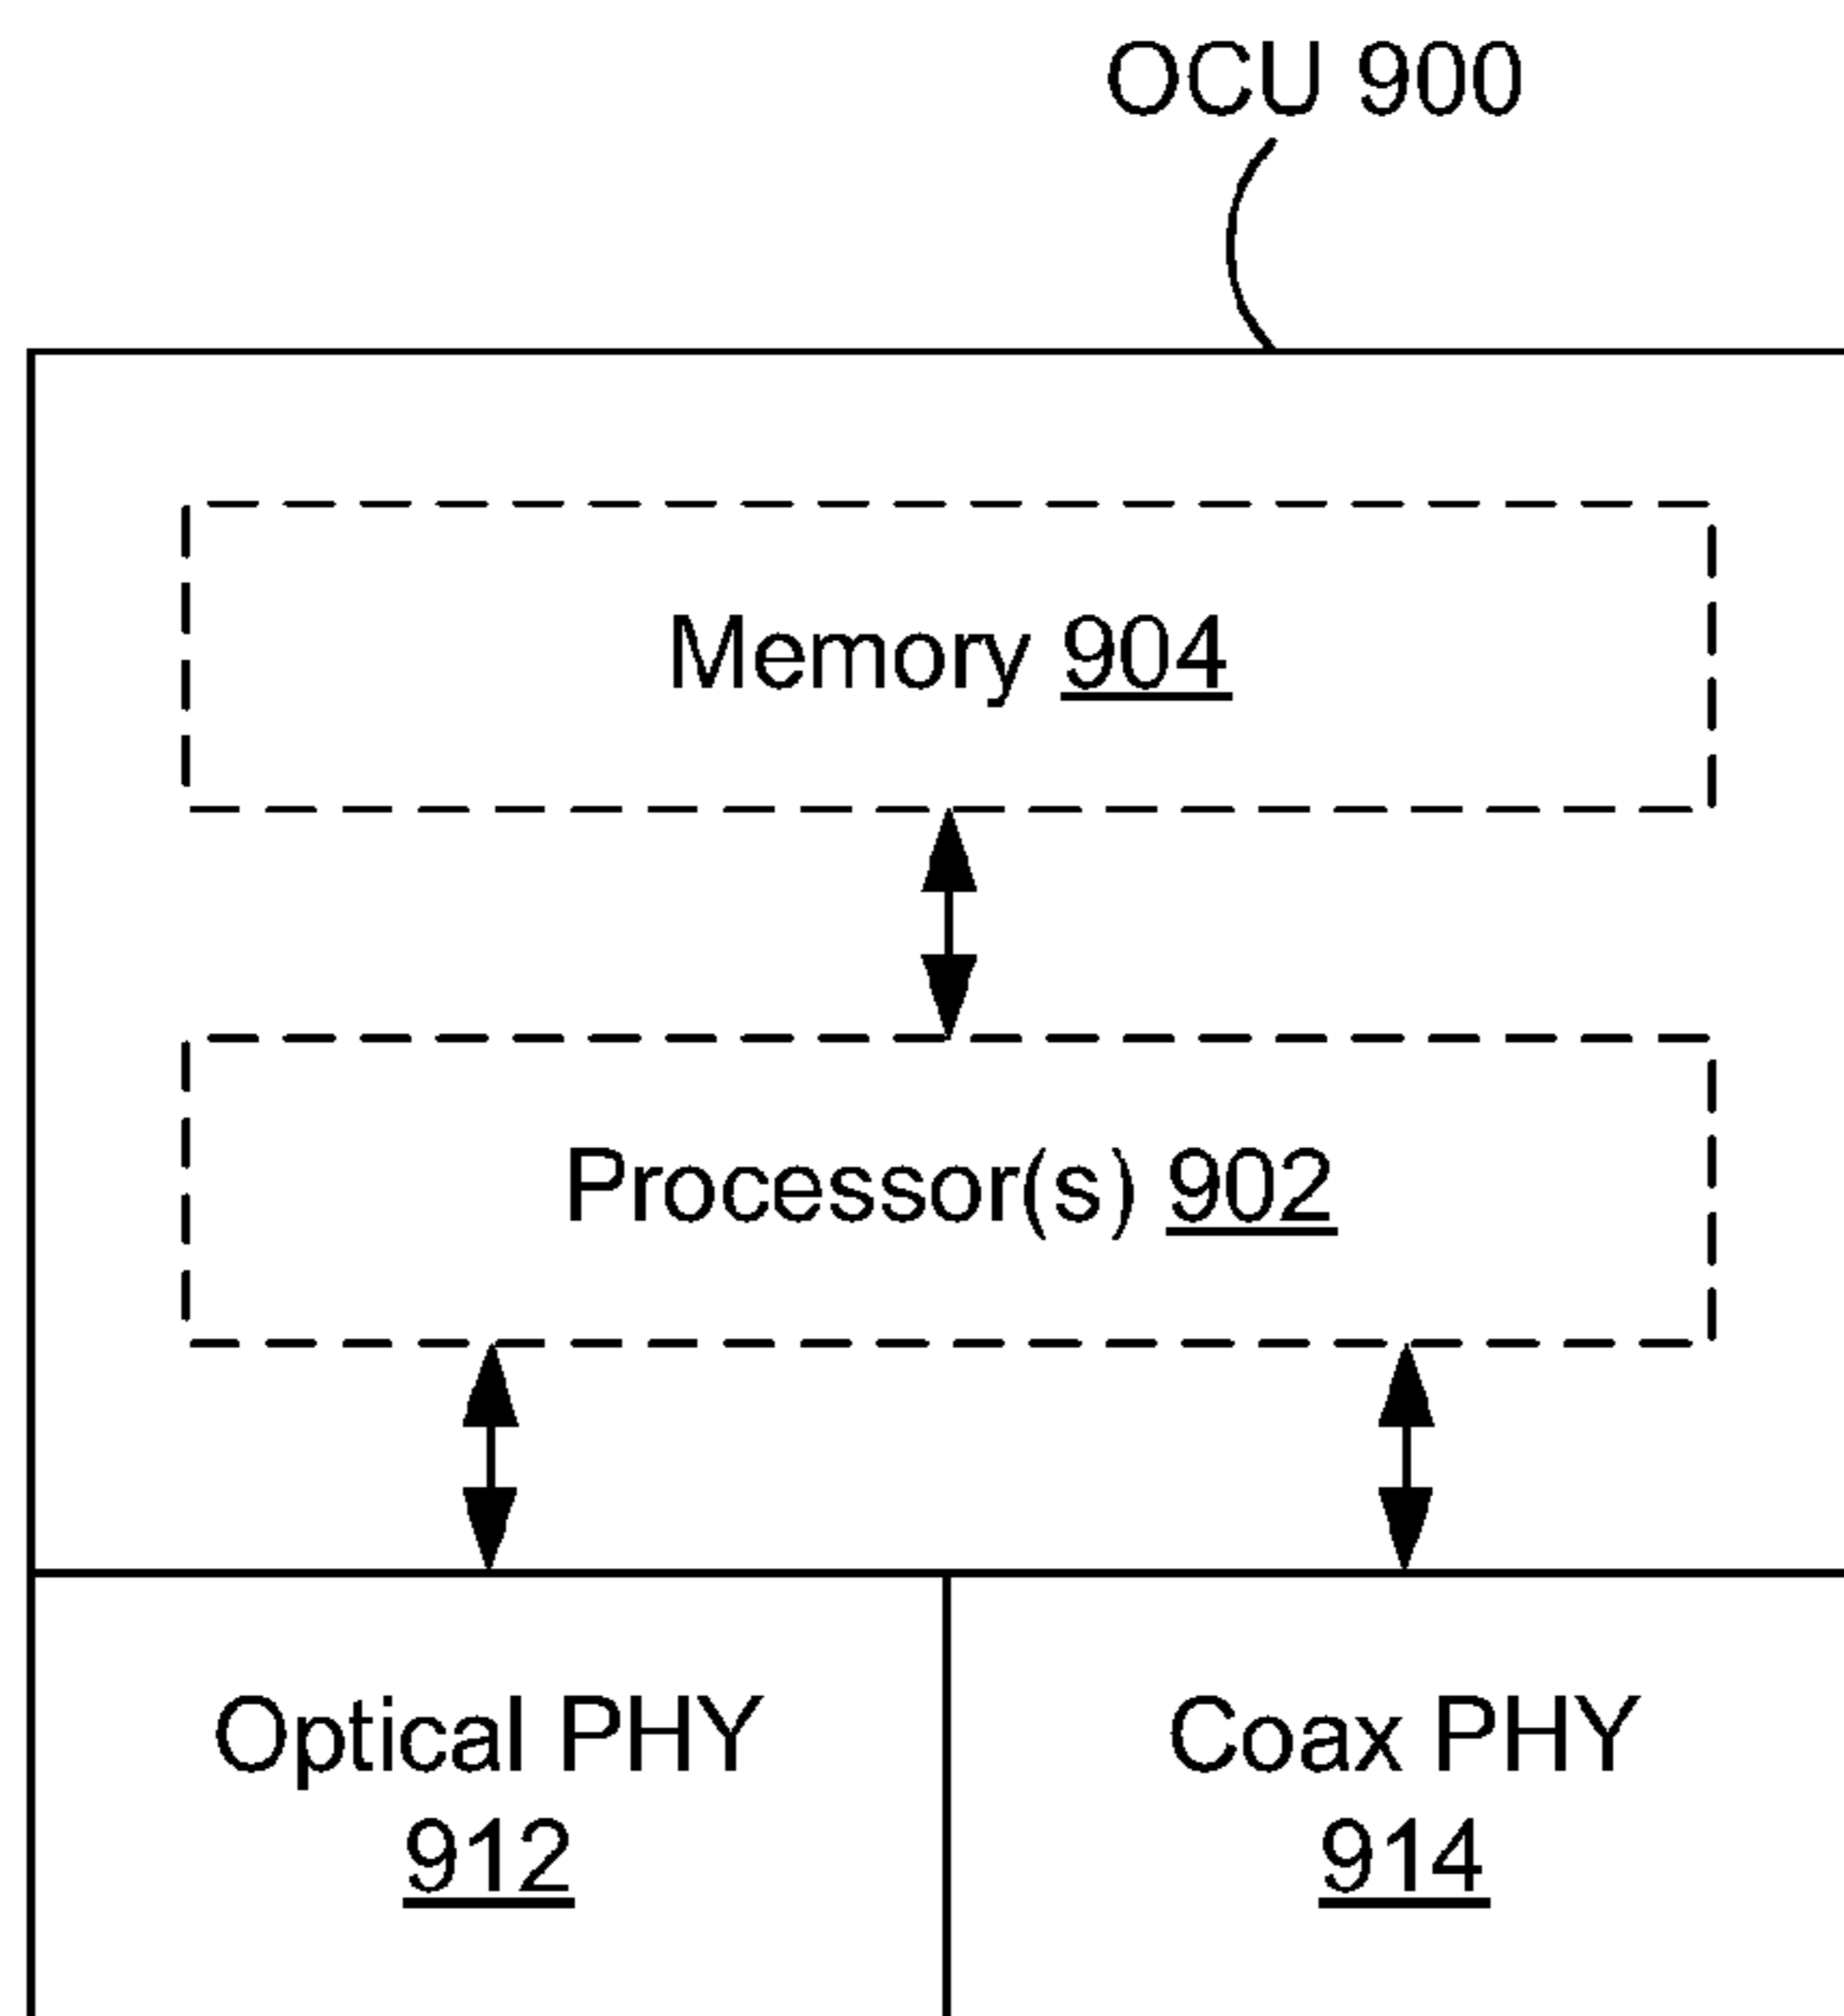 OCU 900
Memory 904
Processor(s) 902
Optical PHY
912
Coax PHY
914